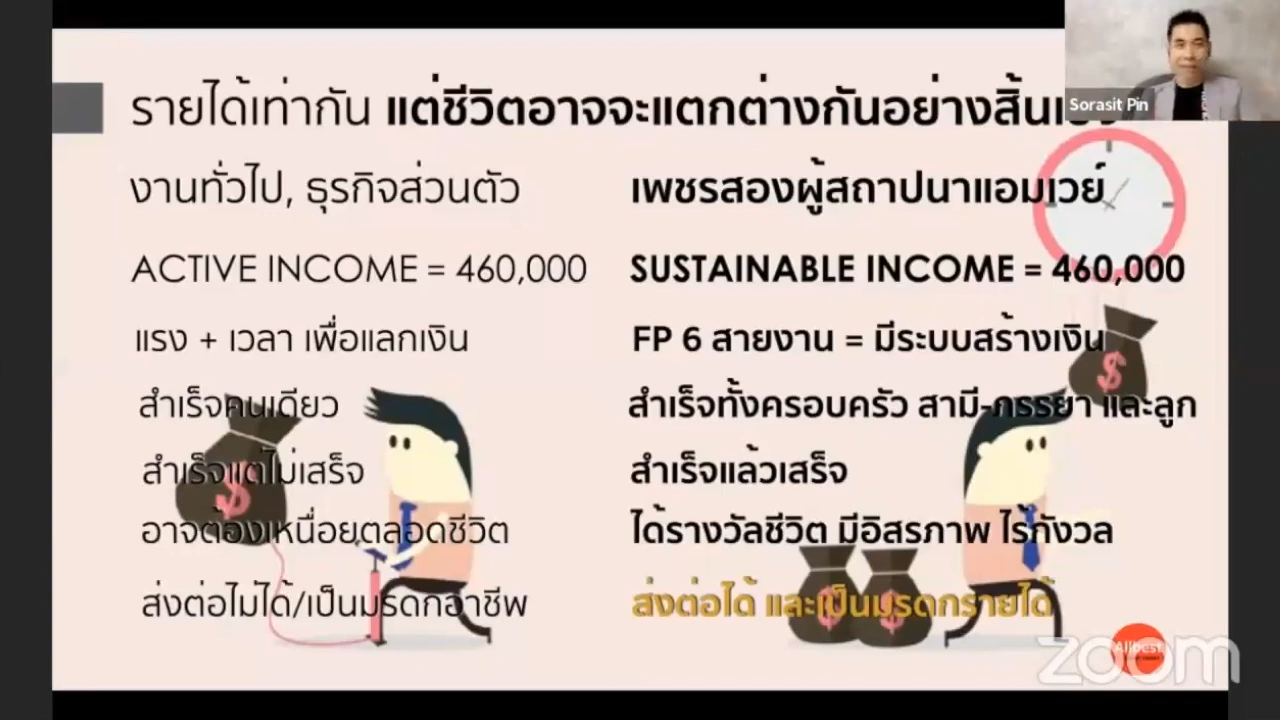 รายได้เท่ากัน แต่ชีวิตอาจจะแตกต่างกันอย่าง
Sorasit Pin
งานทั่วไป, ธุรกิจส่วนตัว
เพชรสองผู้สถาปนาแอมเวย์
ACTIVE INCOME = 460,000
SUSTAINABLE INCOME = 460,000
แรง + เวลา เพื่อแลกเงิน
FP 6 สายงาน = มีระบบสร้างเงิน
สำเร็จคนเดียว
สำเร็จทั้งครอบครัว สามี-ภรรยา และลูก
สำเร็จแต่ไม่เสร็จ
สำเร็จแล้วเสร็จ
อาจต้องเหนื่อยตลอดชีวิต
ได้รางวัลชีวิต มีอิสรภาพ ไร้กังวล
ส่งต่อไม่ได้/เป็นมรดกอาชีพ
ส่งต่อได้ และเป็นมรดกรายได้
Allbest
zoom